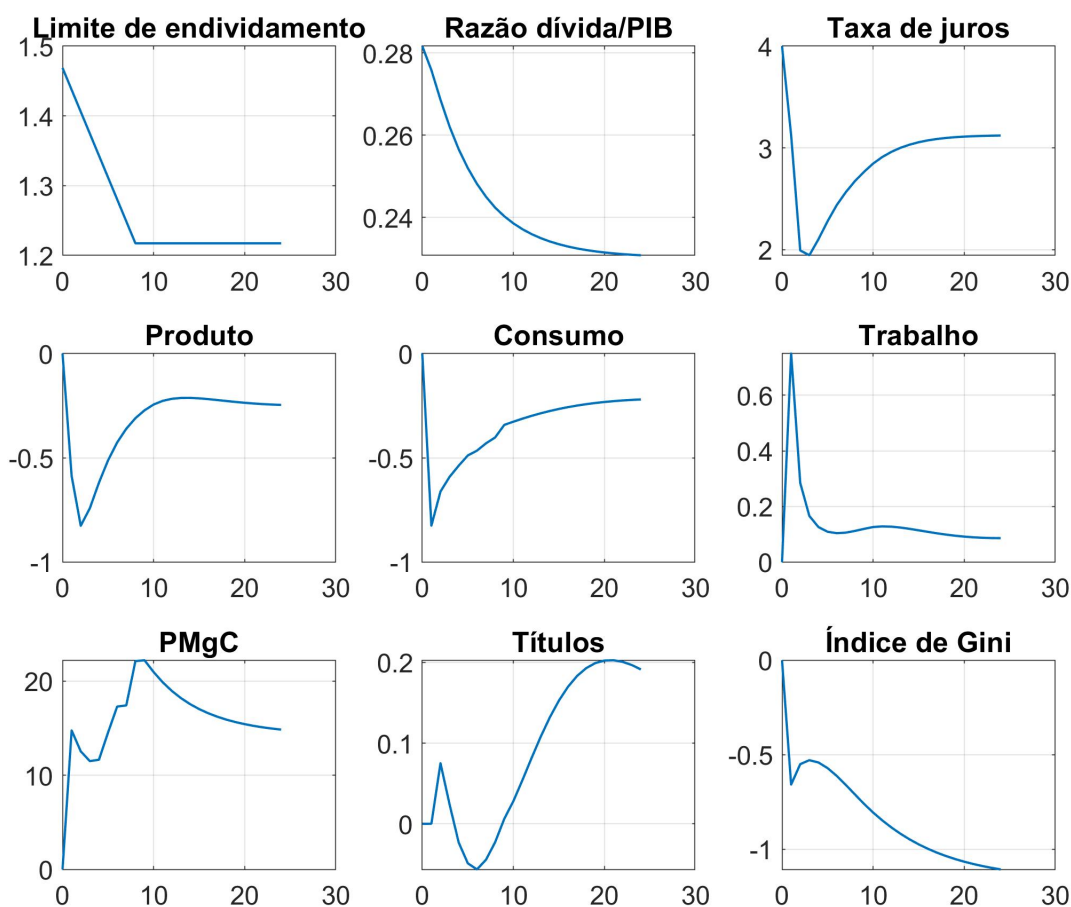 Limite de endividamento
1.5
1.4
1.3
1.2
0 10 20 30
Razão dívida/PIB
0.28
0.26
0.24
0 10 20 30
Taxa de juros
4
3
2
0 10 20 30
Produto
0
-0.5
-1
0 10 20 30
Consumo
0
-0.5
-1
0 10 20 30
Trabalho
0.6
0.4
0.2
0
0 10 20 30
PMgC
20
10
0
0 10 20 30
Títulos
0.2
0.1
0
0 10 20 30
Índice de Gini
0
-0.5
-1
0 10 20 30